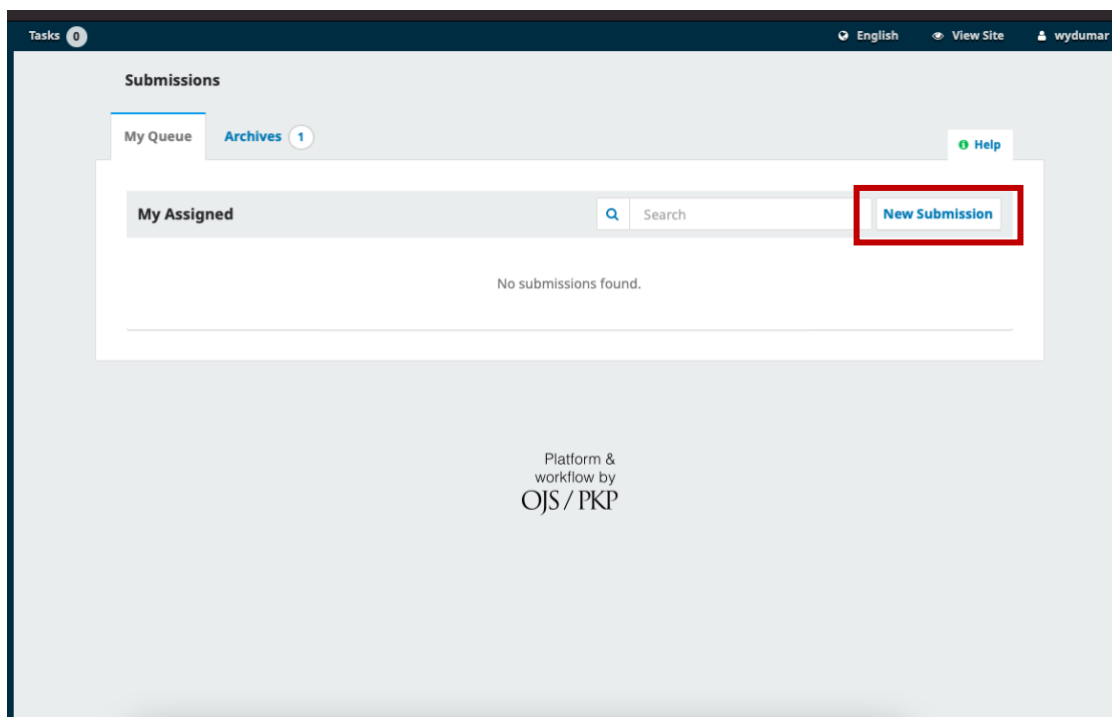 Tasks 0 English View Site wydumar
Submissions
My Queue Archives 1
Help
My Assigned Search New Submission
No submissions found.
Platform &
workflow by
OJS / PKP